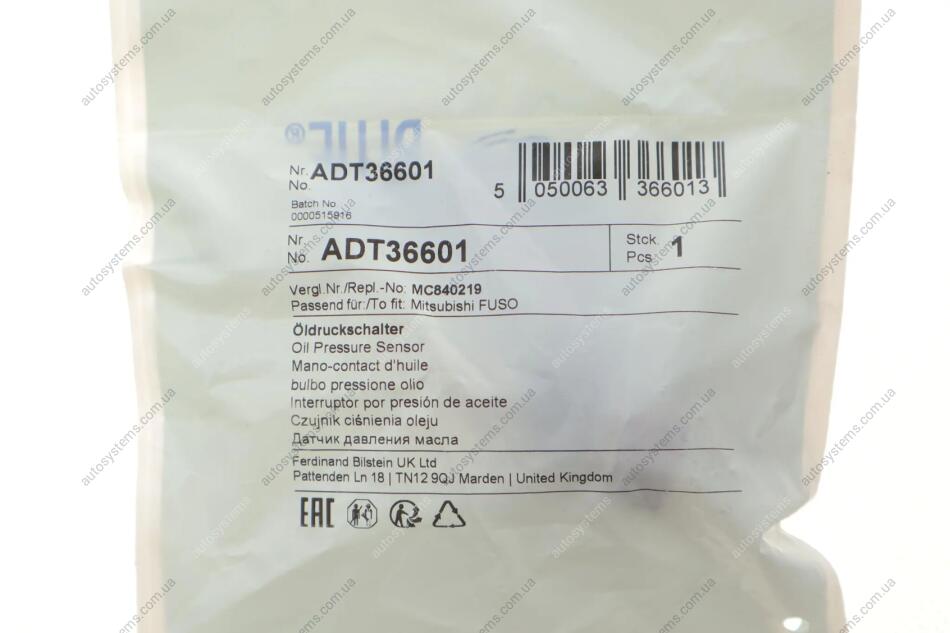 BLUE®
Nr. ADT36601
No.
Batch No
0000515916
5 050063 366013
Nr. ADT36601
No.
Stck.
Pcs. 1
Vergl.Nr./Repl.-No: MC840219
Passend für:/To fit: Mitsubishi FUSO
Öldruckschalter
Oil Pressure Sensor
Mano-contact d'huile
bulbo pressione olio
Interruptor por presión de aceite
Czujnik ciśnienia oleju
Датчик давления масла
Ferdinand Bilstein UK Ltd
Pattenden Ln 18 | TN12 9QJ Marden | United Kingdom
EAC
autosystems.com.ua